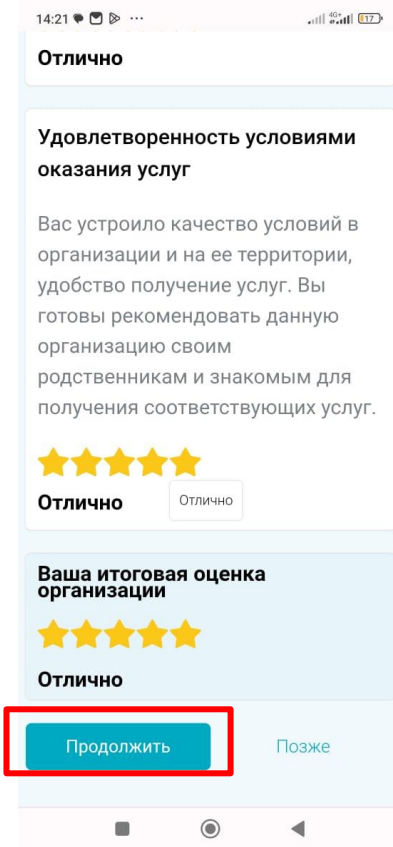 14:21
4G+
17
Отлично
Удовлетворенность условиями
оказания услуг
Вас устроило качество условий в
организации и на ее территории,
удобство получение услуг. Вы
готовы рекомендовать данную
организацию своим
родственникам и знакомым для
получения соответствующих услуг.
Отлично
Отлично
Ваша итоговая оценка
организации
Отлично
Продолжить
Позже